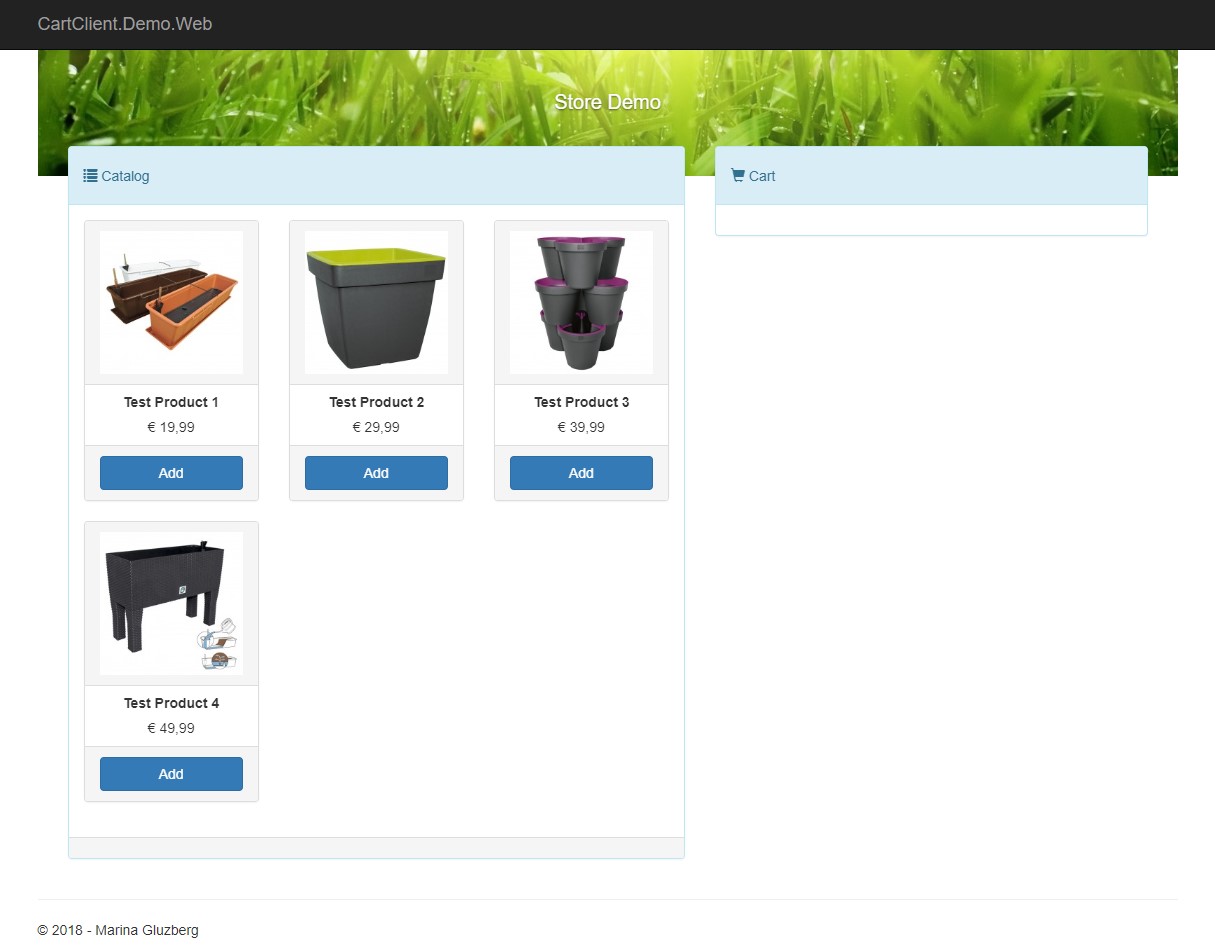 CartClient.Demo.Web
Store Demo
Catalog
Cart
Test Product 1
€ 19,99
Add
Test Product 2
€ 29,99
Add
Test Product 3
€ 39,99
Add
Test Product 4
€ 49,99
Add
© 2018 - Marina Gluzberg